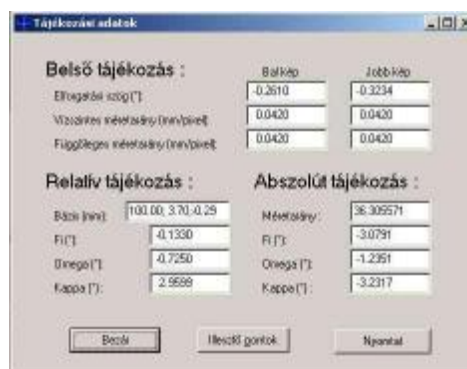 Tájékozási adatok
Belső tájékozás :
Balkép Jobb kép
Elforgatási szög (°): -0.2610 -0.3234
Vízszintes méretarány (mm/pixel): 0.0420 0.0420
Függőleges méretarány (mm/pixel): 0.0420 0.0420
Relatív tájékozás : Abszolút tájékozás :
Bázis (mm): 100.00; 3.70;-0.29 Méretarány : 36.305571
Fi (°): -0.1330 Fi (°): -3.0791
Omega (°): -0.7250 Omega (°): -1.2351
Kappa (°): 2.9599 Kappa (°): -3.2317
Bezár Illesztő pontok Nyomtat